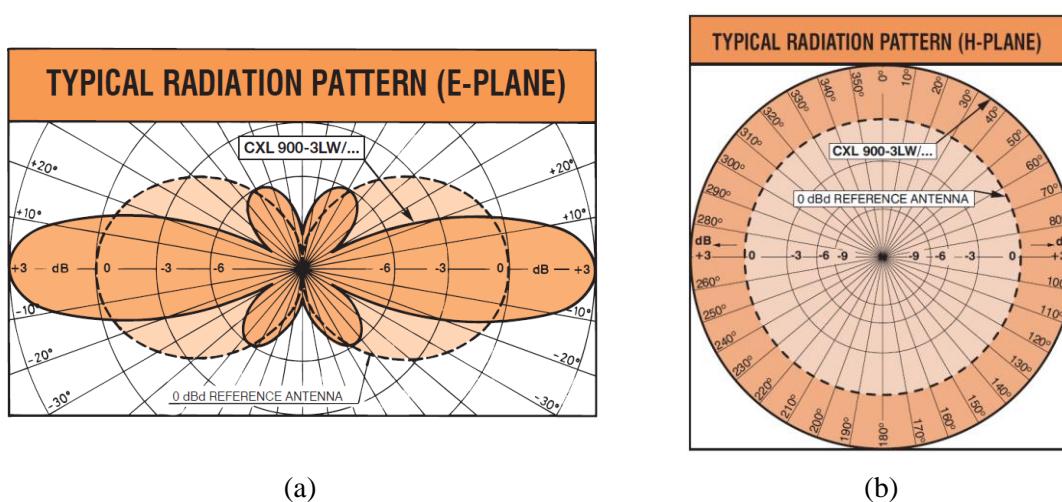 TYPICAL RADIATION PATTERN (E-PLANE)
CXL 900-3LW/...
+20° +20°
+10° +10°
+3 dB 0 -3 -6 -6 -3 0 dB +3
-10° -10°
-20° -20°
-30° -30°
0 dBd REFERENCE ANTENNA
(a)
TYPICAL RADIATION PATTERN (H-PLANE)
350° 0° 10°
340° 20°
330° 30°
320° 40°
310° 50°
CXL 900-3LW/...
300° 60°
0 dBd REFERENCE ANTENNA
290° 70°
280° 80°
dB d
+3 0 -3 -6 -9 -9 -6 -3 0 +3
260° 100
250° 110°
240° 120°
230° 130°
220° 140°
210° 150°
200° 160°
190° 180° 170°
(b)